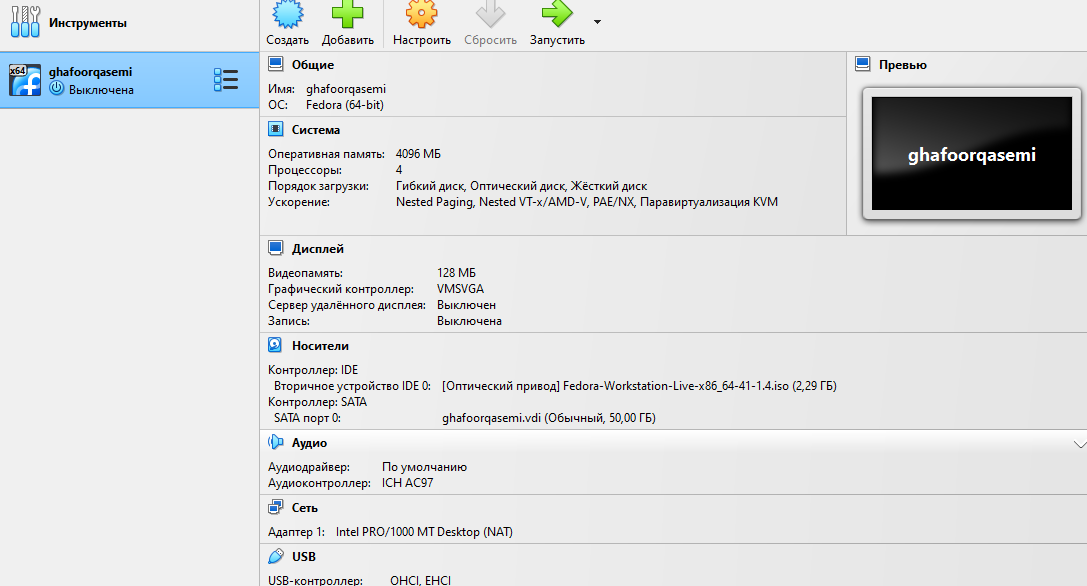 Инструменты
Создать Добавить Настроить Сбросить Запустить
x64 ghafoorqasemi
Выключена
Общие
Имя: ghafoorqasemi
ОС: Fedora (64-bit)
Система
Оперативная память: 4096 МБ
Процессоры: 4
Порядок загрузки: Гибкий диск, Оптический диск, Жёсткий диск
Ускорение: Nested Paging, Nested VT-x/AMD-V, PAE/NX, Паравиртуализация KVM
Превью
ghafoorqasemi
Дисплей
Видеопамять: 128 МБ
Графический контроллер: VMSVGA
Сервер удалённого дисплея: Выключен
Запись: Выключена
Носители
Контроллер: IDE
Вторичное устройство IDE 0: [Оптический привод] Fedora-Workstation-Live-x86_64-41-1.4.iso (2,29 ГБ)
Контроллер: SATA
SATA порт 0: ghafoorqasemi.vdi (Обычный, 50,00 ГБ)
Аудио
Аудиодрайвер: По умолчанию
Аудиоконтроллер: ICH AC97
Сеть
Адаптер 1: Intel PRO/1000 MT Desktop (NAT)
USB
USB-контроллер: OHCI, EHCI